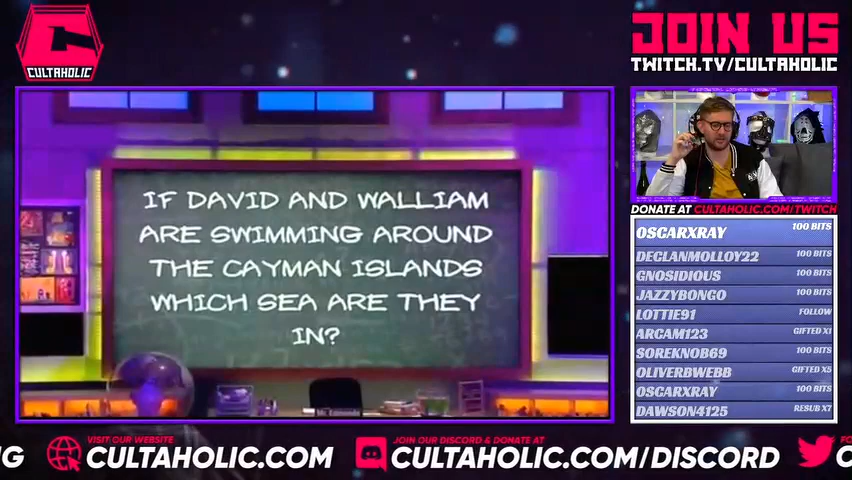 CULTAHOLIC
JOIN US
TWITCH.TV/CULTAHOLIC
IF DAVID AND WALLIAM
ARE SWIMMING AROUND
THE CAYMAN ISLANDS
WHICH SEA ARE THEY
IN?
DONATE AT CULTAHOLIC.COM/TWITCH
OSCARXRAY 100 BITS
DECLANMOLLOY22 100 BITS
GNOSIDIOUS 100 BITS
JAZZYBONGO 100 BITS
LOTTIE91 FOLLOW
ARCAM123 GIFTED X1
SOREKNOB69 100 BITS
OLIVERBWEBB GIFTED X5
OSCARXRAY 100 BITS
DAWSON4125 RESUB X7
NG
VISIT OUR WEBSITE
CULTAHOLIC.COM
JOIN OUR DISCORD & DONATE AT
CULTAHOLIC.COM/DISCORD
FO
C